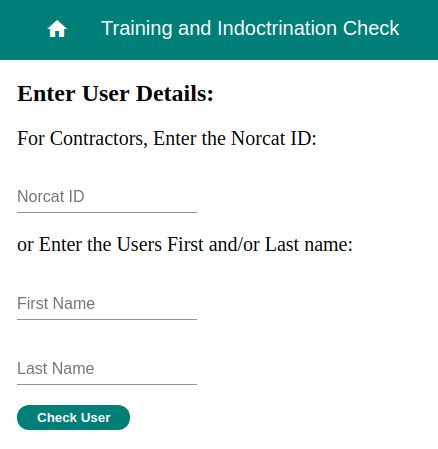 Training and Indoctrination Check
Enter User Details:
For Contractors, Enter the Norcat ID:
Norcat ID
or Enter the Users First and/or Last name:
First Name
Last Name
Check User